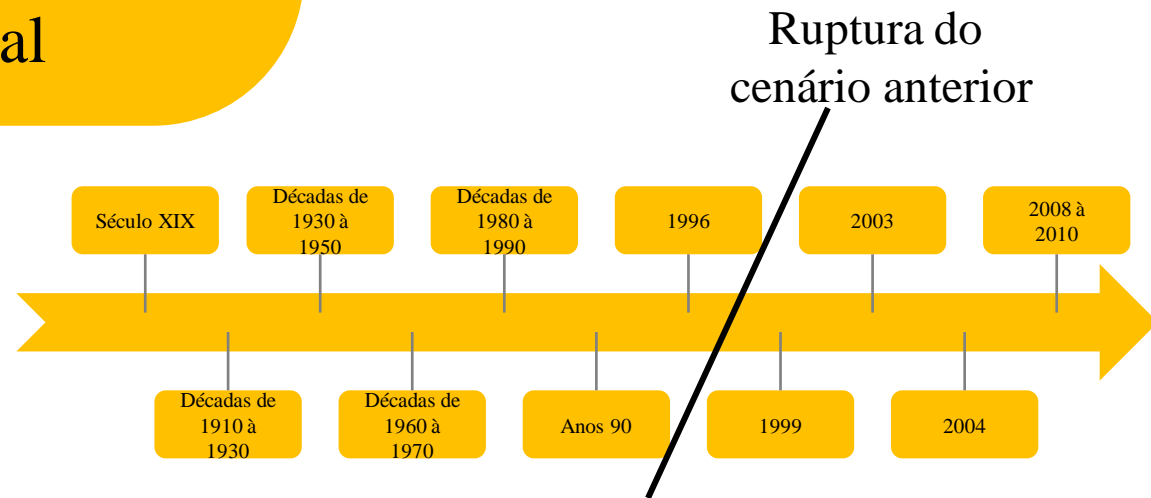 al
Ruptura do
cenário anterior
Século XIX
Décadas de
1930 à
1950
Décadas de
1980 à
1990
1996
2003
2008 à
2010
Décadas de
1910 à
1930
Décadas de
1960 à
1970
Anos 90
1999
2004